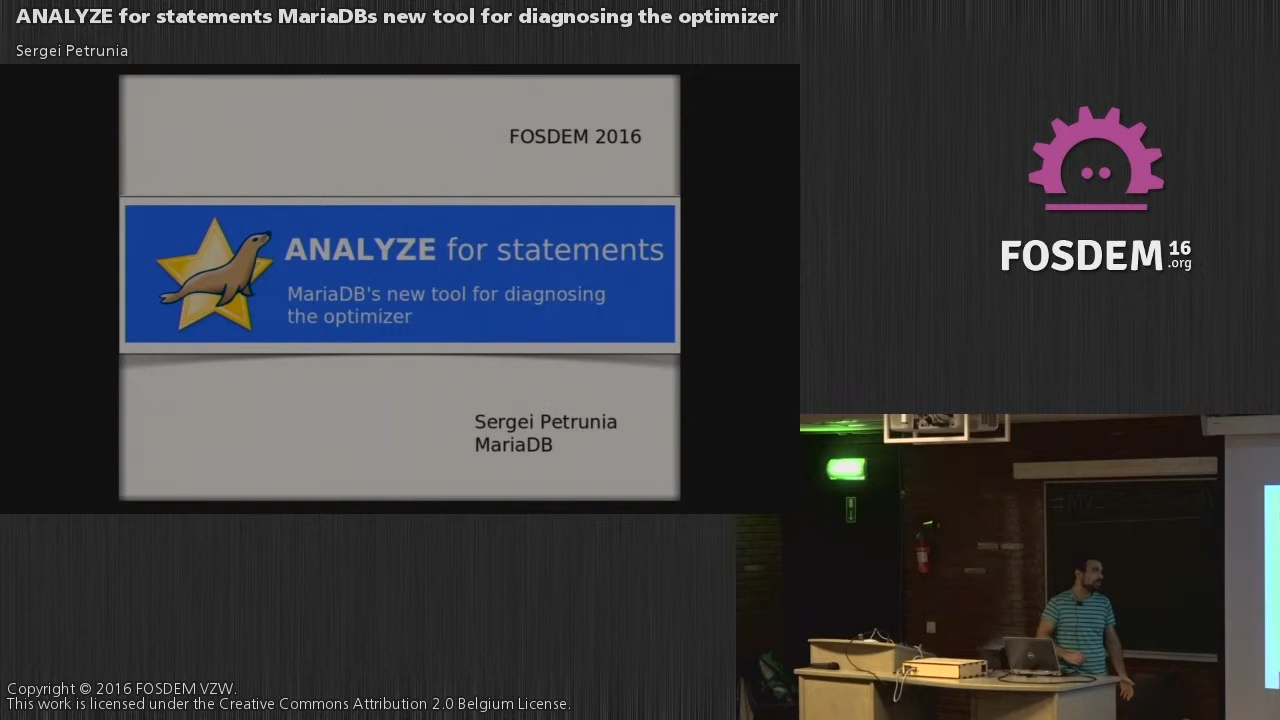 ANALYZE for statements MariaDBs new tool for diagnosing the optimizer
Sergei Petrunia
FOSDEM 2016
ANALYZE for statements
MariaDB's new tool for diagnosing
the optimizer
Sergei Petrunia
MariaDB
FOSDEM 16
.org
Copyright © 2016 FOSDEM VZW.
This work is licensed under the Creative Commons Attribution 2.0 Belgium License.